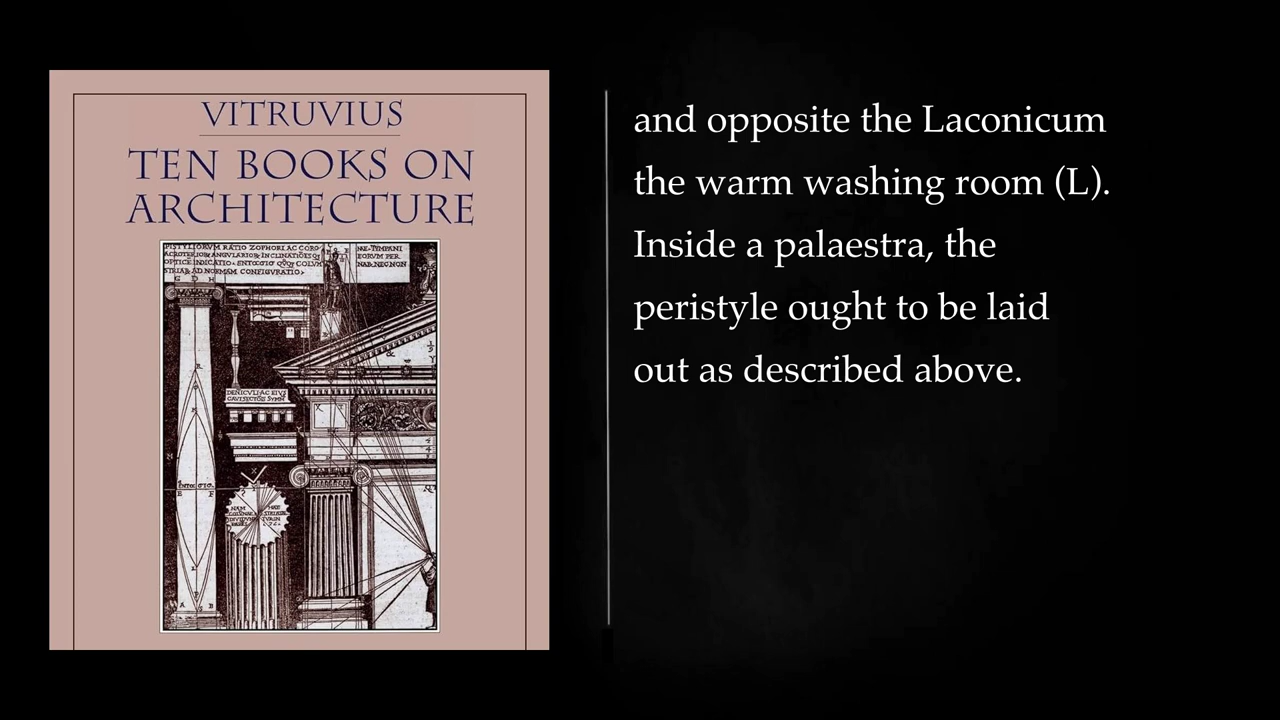 VITRUVIUS
TEN BOOKS ON
ARCHITECTURE
and opposite the Laconicum
the warm washing room (L).
Inside a palaestra, the
peristyle ought to be laid
out as described above.